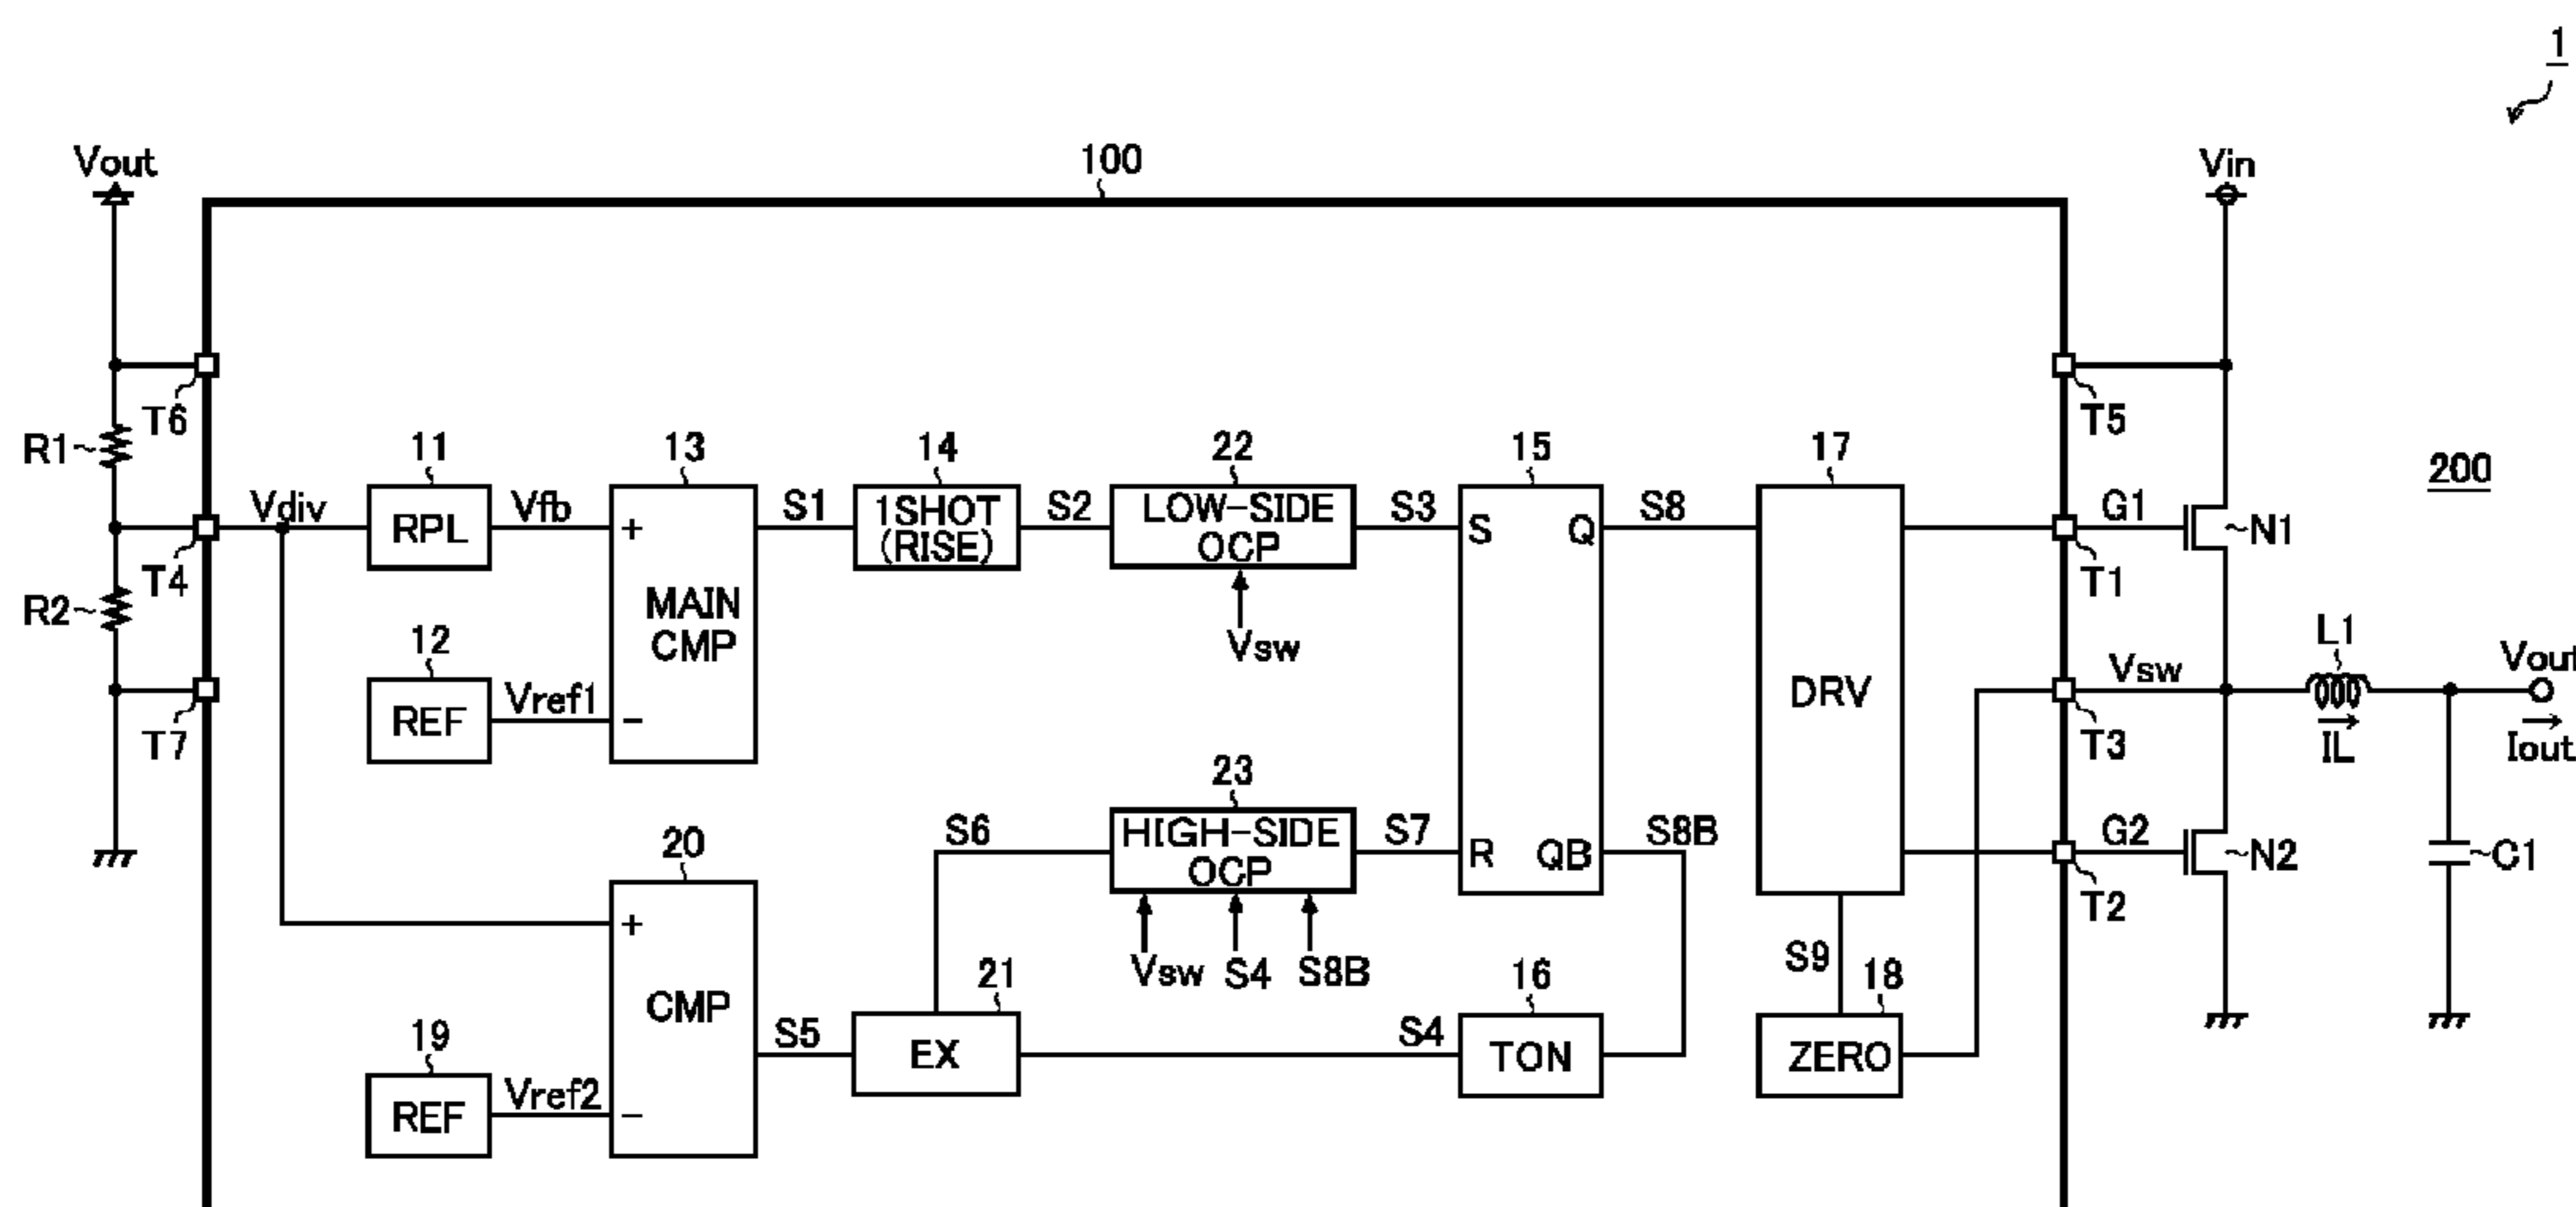 1
Vout
100
Vin
T6
T5
R1
11
13
14
22
15
17
200
Vdiv
RPL
Vfb
+
S1
1SHOT
(RISE)
S2
LOW-SIDE
OCP
S3
S
Q
S8
G1
N1
T4
T1
R2
12
MAIN
CMP
Vsw
DRV
L1
Vout
REF
Vref1
-
Vsw
T7
T3
IL
Iout
23
20
S6
HIGH-SIDE
OCP
S7
R
QB
S8B
G2
N2
C1
T2
+
Vsw
S4
S8B
21
16
S9
18
CMP
19
S5
EX
S4
TON
ZERO
REF
Vref2
-